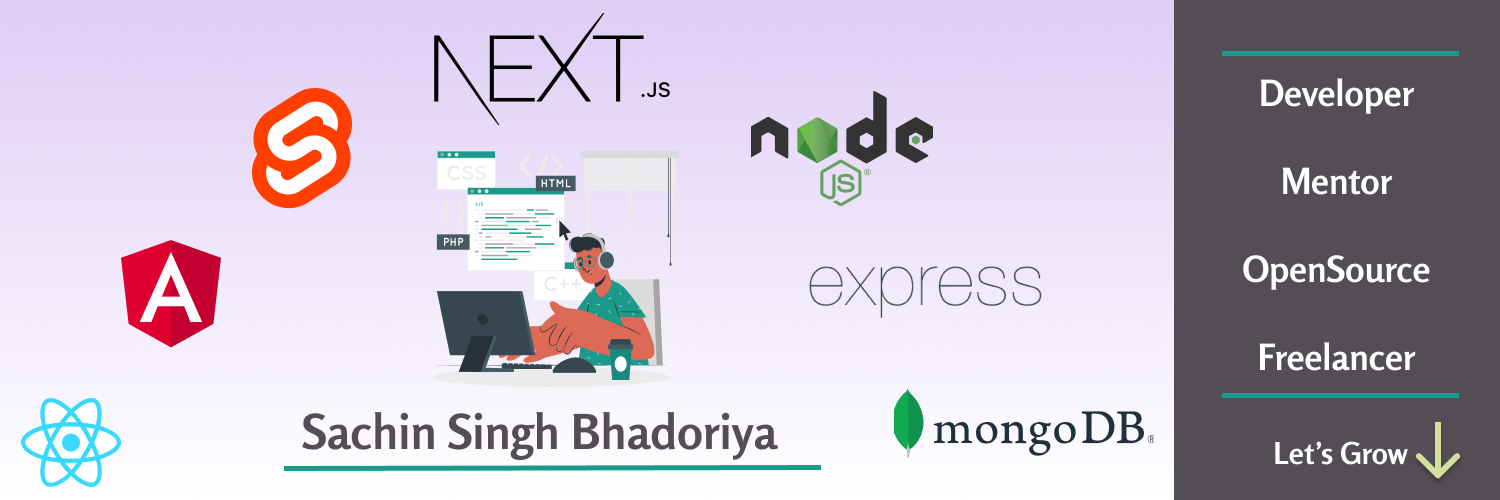 NEXT.JS
node
JS®
CSS
</>
HTML
</>
{}
PHP
C++
express
mongoDB®
Sachin Singh Bhadoriya
Developer
Mentor
OpenSource
Freelancer
Let's Grow